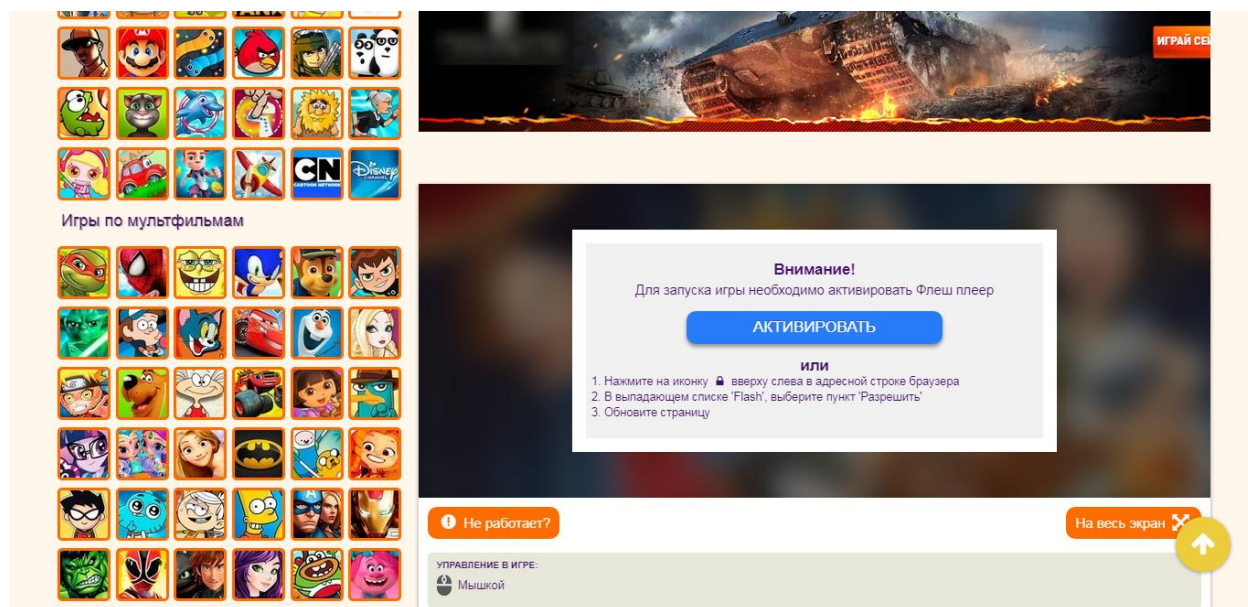 ИГРАЙ СЕЙ
CN
CARTOON NETWORK
Disney
CHANNEL
Игры по мультфильмам
Внимание!
Для запуска игры необходимо активировать Флеш плеер
АКТИВИРОВАТЬ
или
1. Нажмите на иконку вверху слева в адресной строке браузера
2. В выпадающем списке 'Flash', выберите пункт 'Разрешить'
3. Обновите страницу
Не работает?
На весь экран
УПРАВЛЕНИЕ В ИГРЕ:
Мышкой